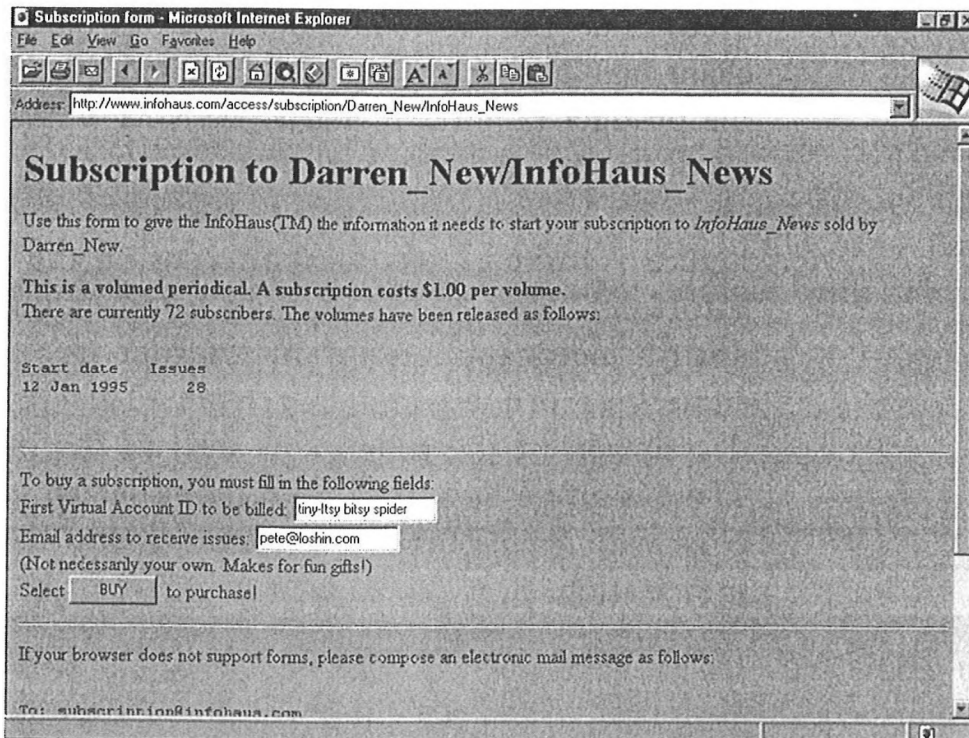 Subscription form - Microsoft Internet Explorer
File Edit View Go Favorites Help
Address: http://www.infohaus.com/access/subscription/Darren_New/InfoHaus_News
Subscription to Darren_New/InfoHaus_News
Use this form to give the InfoHaus(TM) the information it needs to start your subscription to InfoHaus_News sold by
Darren_New.
This is a volumed periodical. A subscription costs $1.00 per volume.
There are currently 72 subscribers. The volumes have been released as follows:
Start date Issues
12 Jan 1995 28
To buy a subscription, you must fill in the following fields:
First Virtual Account ID to be billed: tiny-Itsy bitsy spider
Email address to receive issues: pete@loshin.com
(Not necessarily your own. Makes for fun gifts!)
Select BUY to purchase!
If your browser does not support forms, please compose an electronic mail message as follows:
To: subscription@infohaus.com